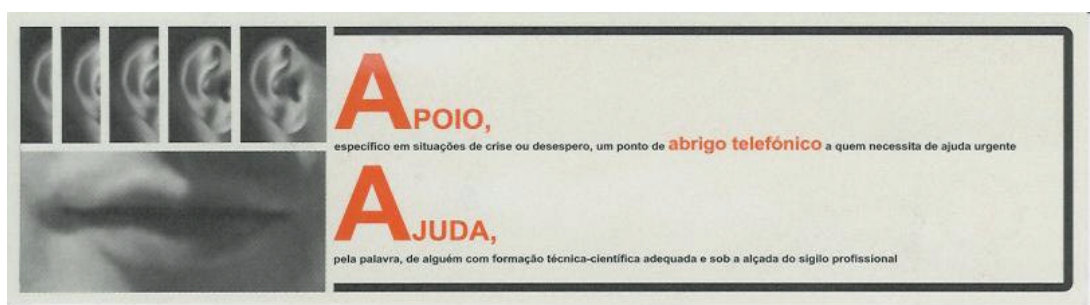 APOIO,
específico em situações de crise ou desespero, um ponto de abrigo telefónico a quem necessita de ajuda urgente
AJUDA,
pela palavra, de alguém com formação técnica-científica adequada e sob a alçada do sigilo profissional